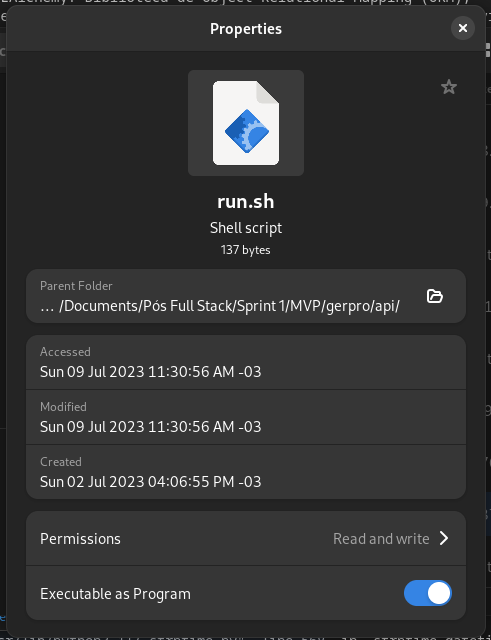 Properties
run.sh
Shell script
137 bytes
Parent Folder
… /Documents/Pós Full Stack/Sprint 1/MVP/gerpro/api/
Accessed
Sun 09 Jul 2023 11:30:56 AM -03
Modified
Sun 09 Jul 2023 11:30:56 AM -03
Created
Sun 02 Jul 2023 04:06:55 PM -03
Permissions
Read and write
Executable as Program